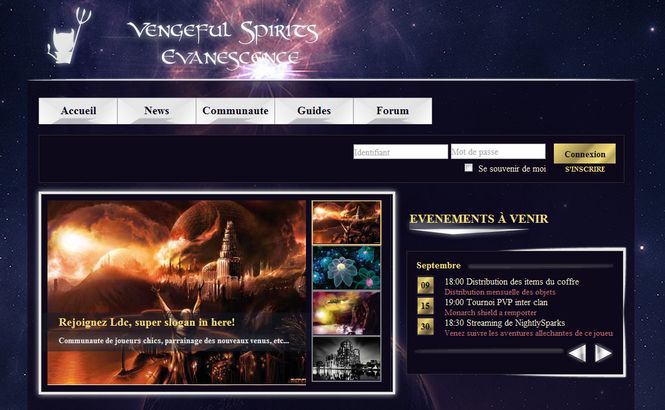 Vengeful Spirits
Evanescence
Accueil
News
Communaute
Guides
Forum
Identifiant
Mot de passe
Connexion
Se souvenir de moi
S'INSCRIRE
EVENEMENTS À VENIR
Septembre
09
18:00 Distribution des items du coffre
Distribution mensuelle des objets
15
19:00 Tournoi PVP inter clan
Monarch shield a remporter
30
18:30 Streaming de NightlySparks
Venez suivre les aventures allechantes de ce joueu
Rejoignez Ldc, super slogan in here!
Communaute de joueurs chics, parrainage des nouveaux venus, etc...